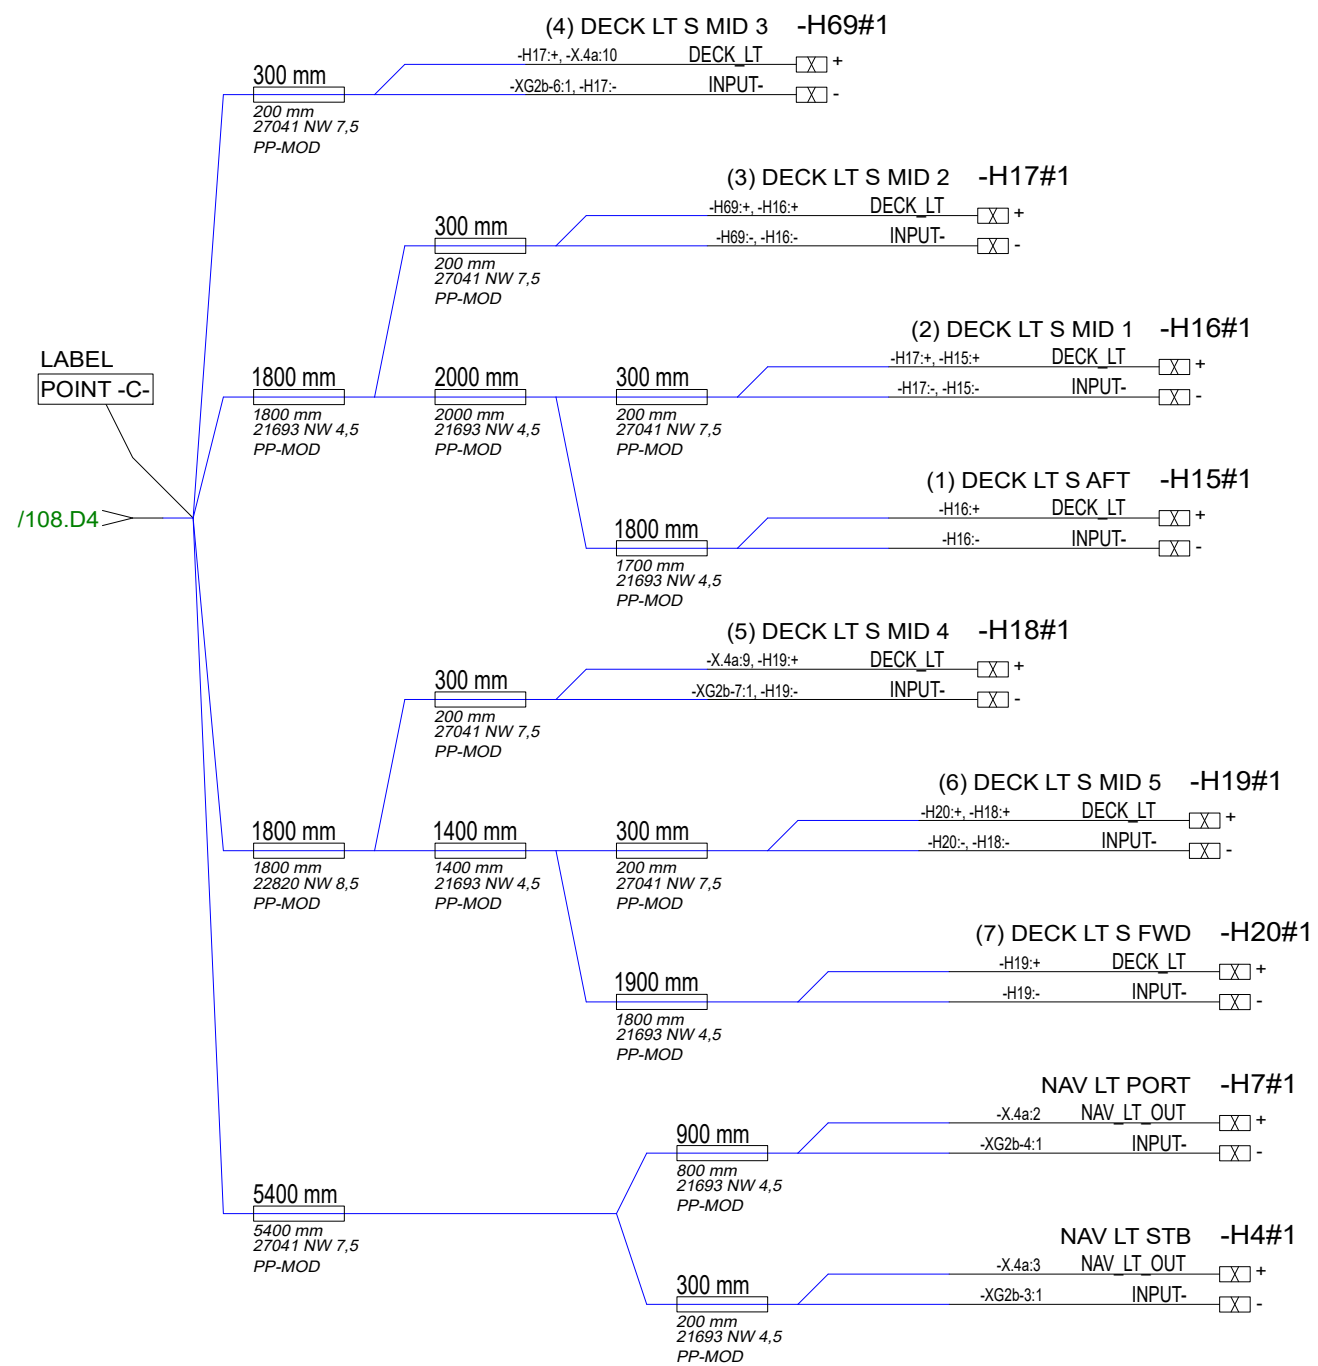 (4) DECK LT S MID 3 -H69#1
-H17:+, -X.4a:10 DECK_LT X +
-XG2b-6:1, -H17:- INPUT- X -
300 mm
200 mm
27041 NW 7,5
PP-MOD
(3) DECK LT S MID 2 -H17#1
-H69:+, -H16:+ DECK_LT X +
-H69:-, -H16:- INPUT- X -
300 mm
200 mm
27041 NW 7,5
PP-MOD
(2) DECK LT S MID 1 -H16#1
-H17:+, -H15:+ DECK_LT X +
-H17:-, -H15:- INPUT- X -
LABEL
POINT -C-
1800 mm
1800 mm
21693 NW 4,5
PP-MOD
2000 mm
2000 mm
21693 NW 4,5
PP-MOD
300 mm
200 mm
27041 NW 7,5
PP-MOD
(1) DECK LT S AFT -H15#1
-H16:+ DECK_LT X +
-H16:- INPUT- X -
/108.D4
1800 mm
1700 mm
21693 NW 4,5
PP-MOD
(5) DECK LT S MID 4 -H18#1
-X.4a:9, -H19:+ DECK_LT X +
-XG2b-7:1, -H19:- INPUT- X -
300 mm
200 mm
27041 NW 7,5
PP-MOD
(6) DECK LT S MID 5 -H19#1
-H20:+, -H18:+ DECK_LT X +
-H20:-, -H18:- INPUT- X -
1800 mm
1800 mm
22820 NW 8,5
PP-MOD
1400 mm
1400 mm
21693 NW 4,5
PP-MOD
300 mm
200 mm
27041 NW 7,5
PP-MOD
(7) DECK LT S FWD -H20#1
-H19:+ DECK_LT X +
-H19:- INPUT- X -
1900 mm
1800 mm
21693 NW 4,5
PP-MOD
NAV LT PORT -H7#1
-X.4a:2 NAV_LT_OUT X +
-XG2b-4:1 INPUT- X -
900 mm
800 mm
21693 NW 4,5
PP-MOD
5400 mm
5400 mm
27041 NW 7,5
PP-MOD
NAV LT STB -H4#1
-X.4a:3 NAV_LT_OUT X +
-XG2b-3:1 INPUT- X -
300 mm
200 mm
21693 NW 4,5
PP-MOD